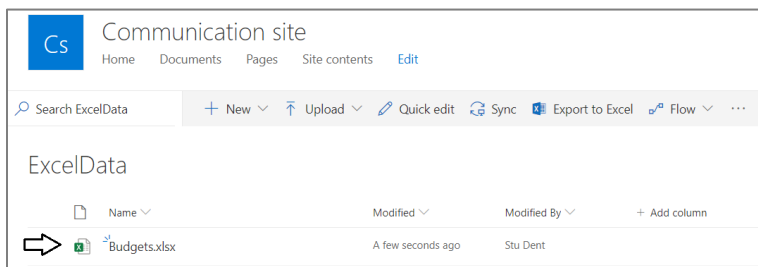 Cs
Communication site
Home Documents Pages Site contents Edit
Search ExcelData + New Upload Quick edit Sync Export to Excel Flow ...
ExcelData
Name Modified Modified By + Add column
Budgets.xlsx A few seconds ago Stu Dent